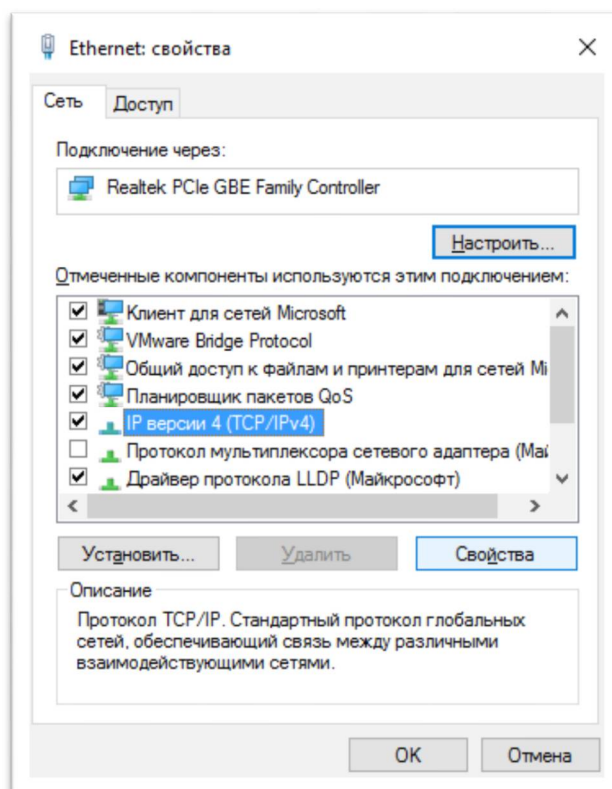 Ethernet: свойства
Сеть Доступ
Подключение через:
Realtek PCIe GBE Family Controller
Настроить...
Отмеченные компоненты используются этим подключением:
Клиент для сетей Microsoft
VMware Bridge Protocol
Общий доступ к файлам и принтерам для сетей Mi
Планировщик пакетов QoS
IP версии 4 (TCP/IPv4)
Протокол мультиплексора сетевого адаптера (Май
Драйвер протокола LLDP (Майкрософт)
Установить... Удалить Свойства
Описание
Протокол TCP/IP. Стандартный протокол глобальных
сетей, обеспечивающий связь между различными
взаимодействующими сетями.
OK Отмена